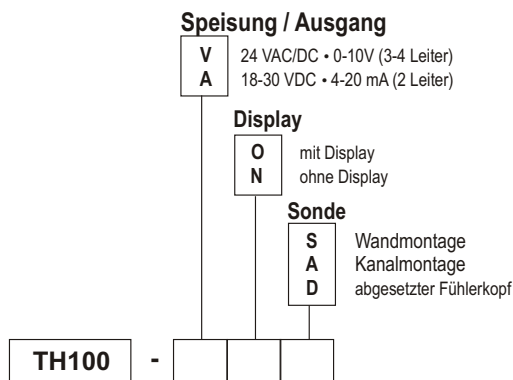 Speisung / Ausgang
V 24 VAC/DC • 0-10V (3-4 Leiter)
A 18-30 VDC • 4-20 mA (2 Leiter)
Display
O mit Display
N ohne Display
Sonde
S Wandmontage
A Kanalmontage
D abgesetzter Fühlerkopf
TH100 -